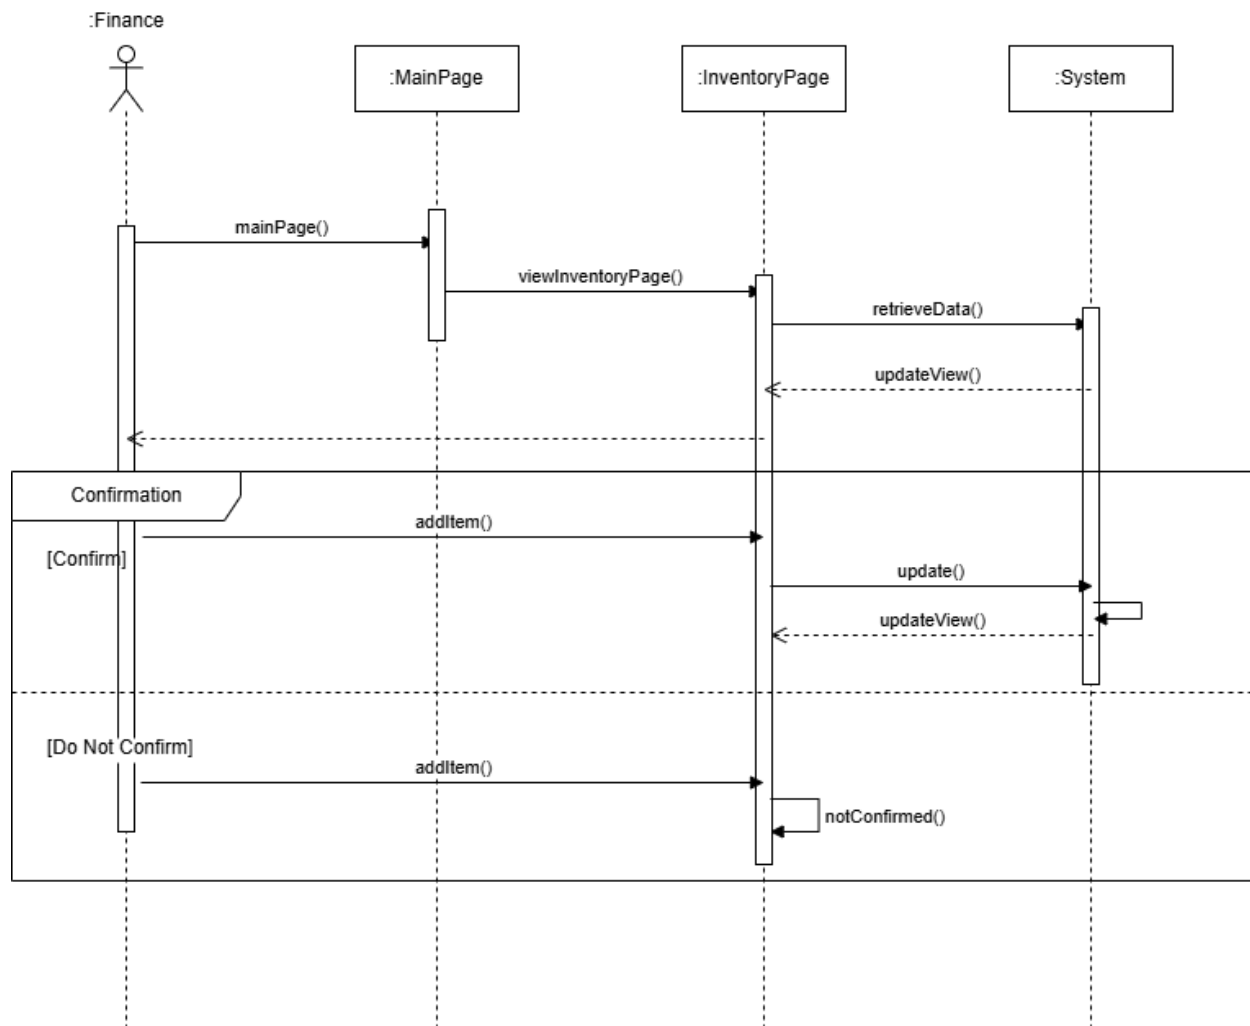 :Finance
:MainPage
:InventoryPage
:System
mainPage()
viewInventoryPage()
retrieveData()
updateView()
Confirmation
addItem()
[Confirm]
update()
updateView()
[Do Not Confirm]
addItem()
notConfirmed()